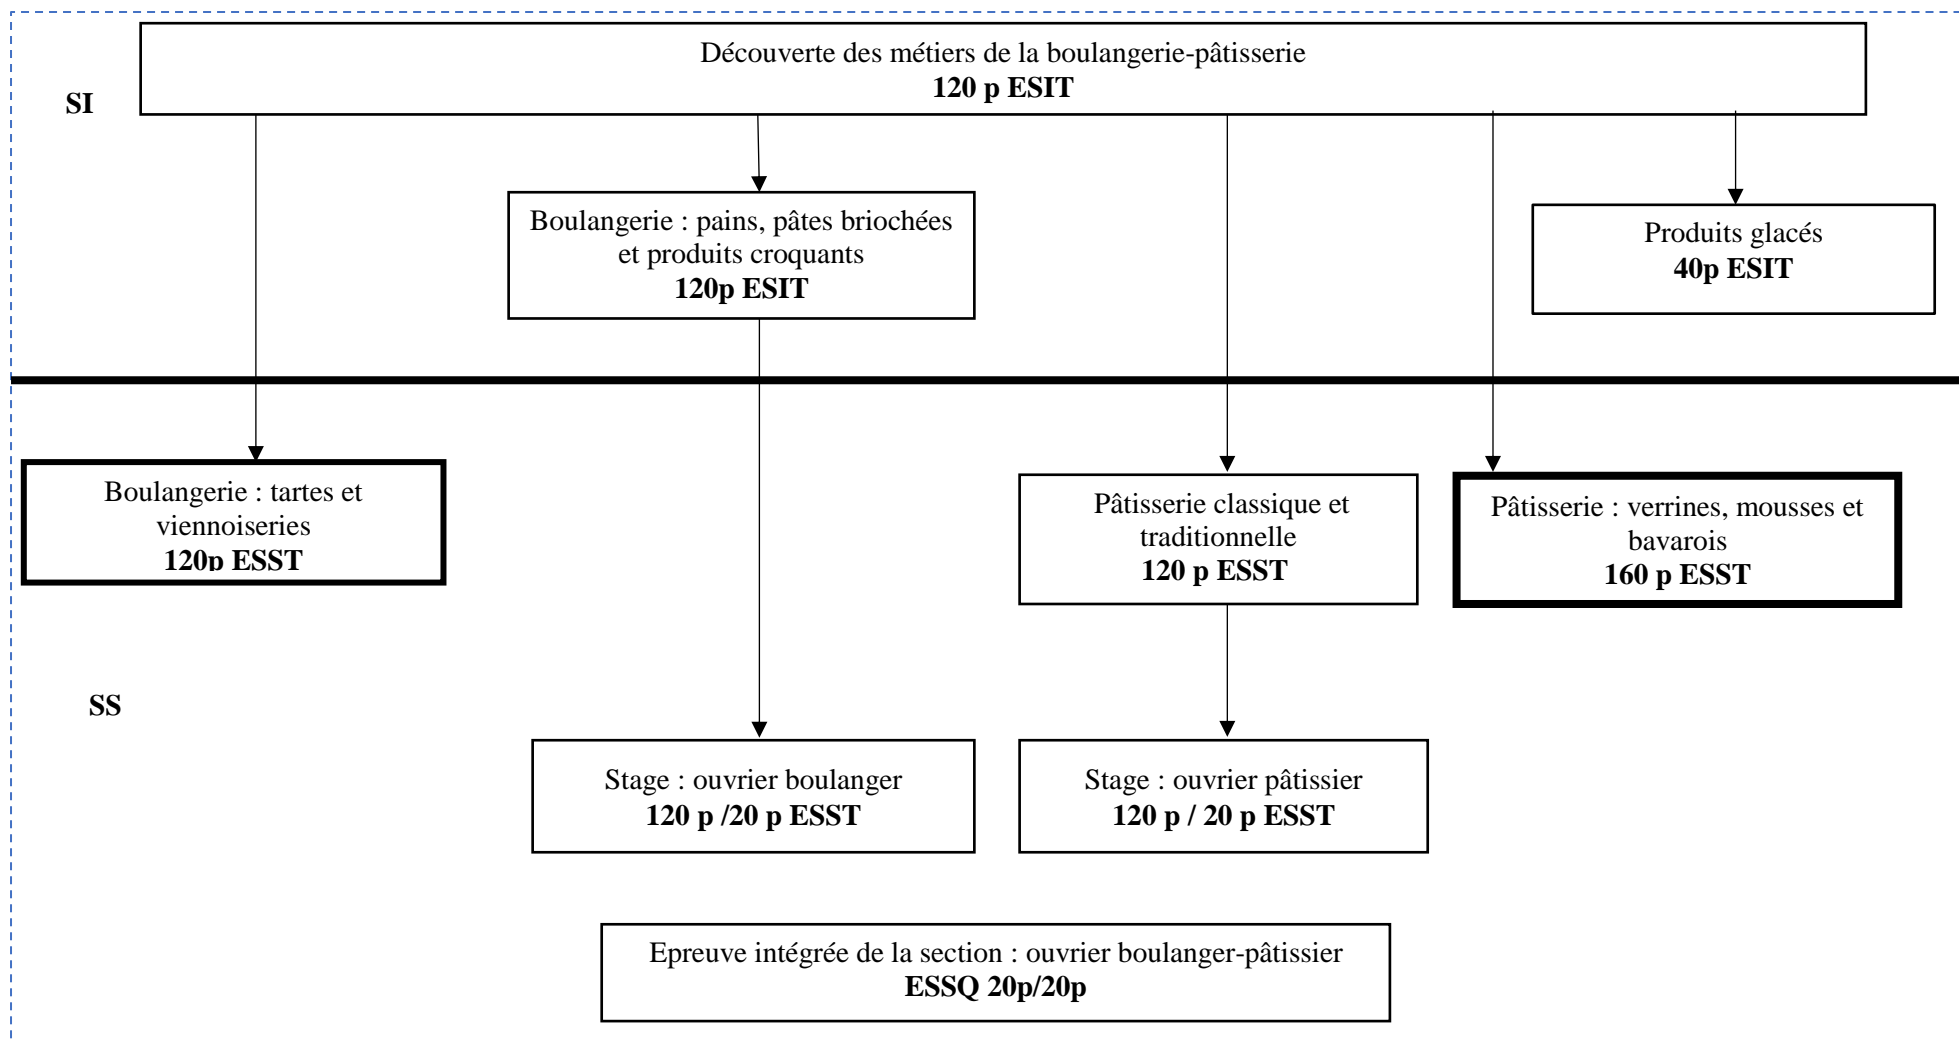 Découverte des métiers de la boulangerie-pâtisserie
120 p ESIT
SI
Boulangerie : pains, pâtes briochées
et produits croquants
120p ESIT
Produits glacés
40p ESIT
Boulangerie : tartes et
viennoiseries
120p ESST
Pâtisserie classique et
traditionnelle
120 p ESST
Pâtisserie : verrines, mousses et
bavarois
160 p ESST
SS
Stage : ouvrier boulanger
120 p /20 p ESST
Stage : ouvrier pâtissier
120 p / 20 p ESST
Epreuve intégrée de la section : ouvrier boulanger-pâtissier
ESSQ 20p/20p